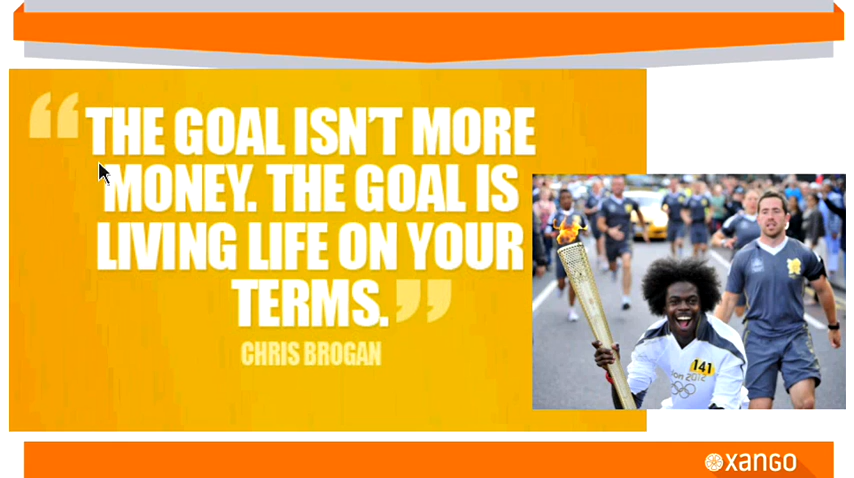 “THE GOAL ISN’T MORE
MONEY. THE GOAL IS
LIVING LIFE ON YOUR
TERMS.”
CHRIS BROGAN
141
don 2012
xango